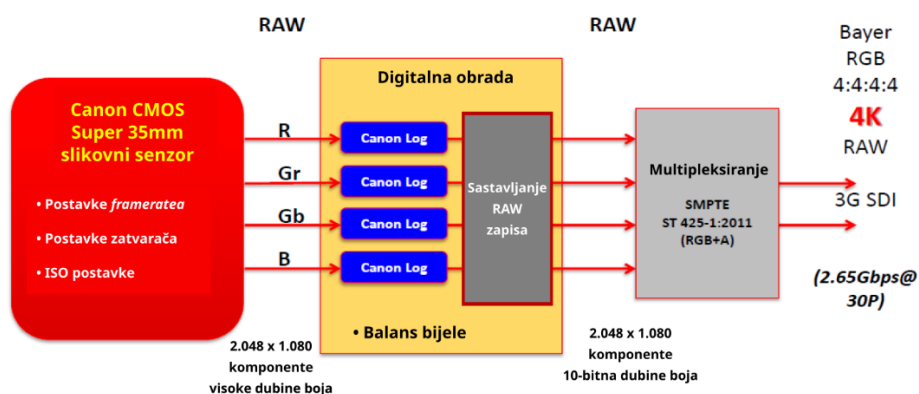 RAW
RAW
Canon CMOS
Super 35mm
slikovni senzor
• Postavke frameratea
• Postavke zatvarača
• ISO postavke
R
Gr
Gb
B
2.048 x 1.080
komponente
visoke dubine boja
Digitalna obrada
Canon Log
Canon Log
Canon Log
Canon Log
Sastavljanje
RAW
zapisa
• Balans bijele
2.048 x 1.080
komponente
10-bitna dubine boja
Multipleksiranje
SMPTE
ST 425-1:2011
(RGB+A)
Bayer
RGB
4:4:4:4
4K
RAW
3G SDI
(2.65Gbps@
30P)